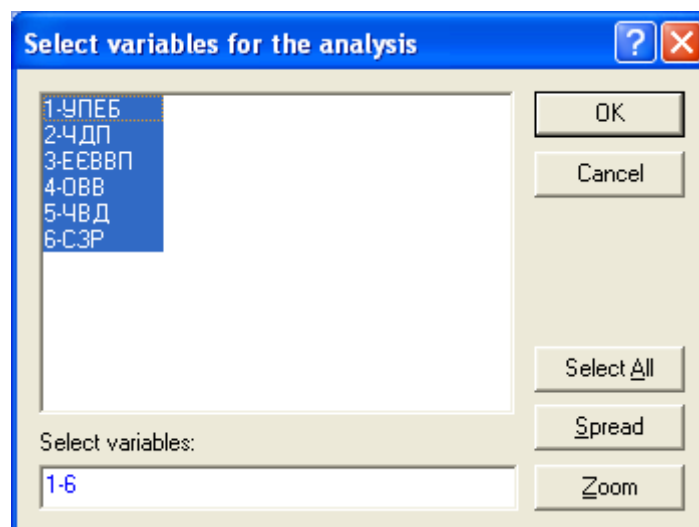 Select variables for the analysis
1-УПЕБ
2-ЧДП
3-ЕЄВВП
4-ОВВ
5-ЧВД
6-СЗР
OK
Cancel
Select All
Spread
Zoom
Select variables:
1-6